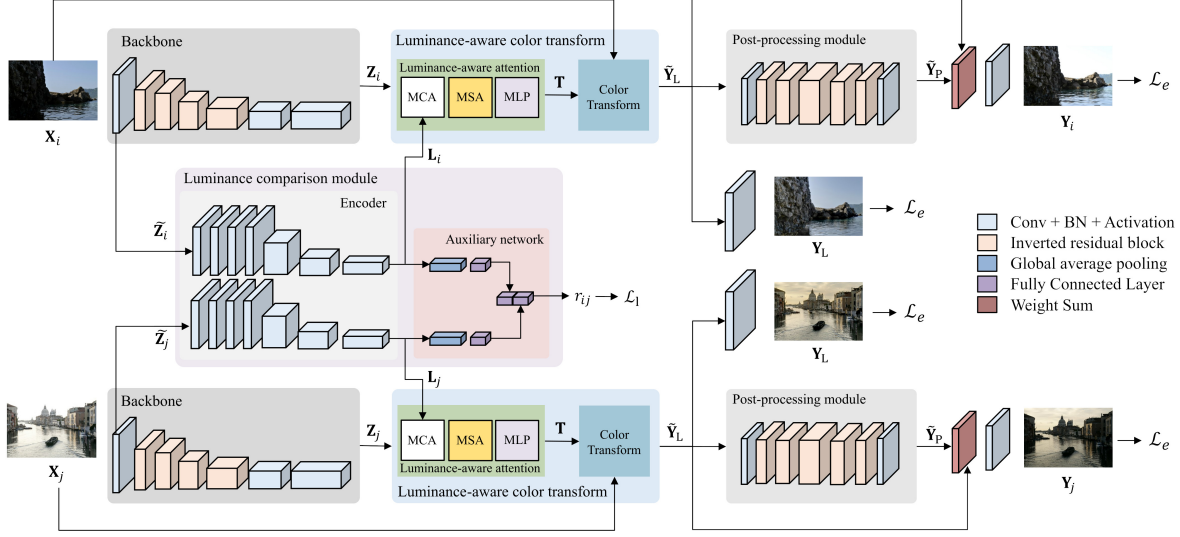 Backbone
Luminance-aware color transform
Post-processing module
Luminance-aware attention
Z_i
MCA
MSA
MLP
T
Color
Transform
Ỹ_L
Ỹ_P
ℒ_e
X_i
Y_i
L_i
Luminance comparison module
Encoder
Z̃_i
Auxiliary network
ℒ_e
Y_L
r_ij
ℒ_l
Z̃_j
ℒ_e
Y_L
Conv + BN + Activation
Inverted residual block
Global average pooling
Fully Connected Layer
Weight Sum
L_j
Backbone
Post-processing module
Z_j
MCA
MSA
MLP
T
Color
Transform
Ỹ_L
Ỹ_P
ℒ_e
Luminance-aware attention
X_j
Y_j
Luminance-aware color transform